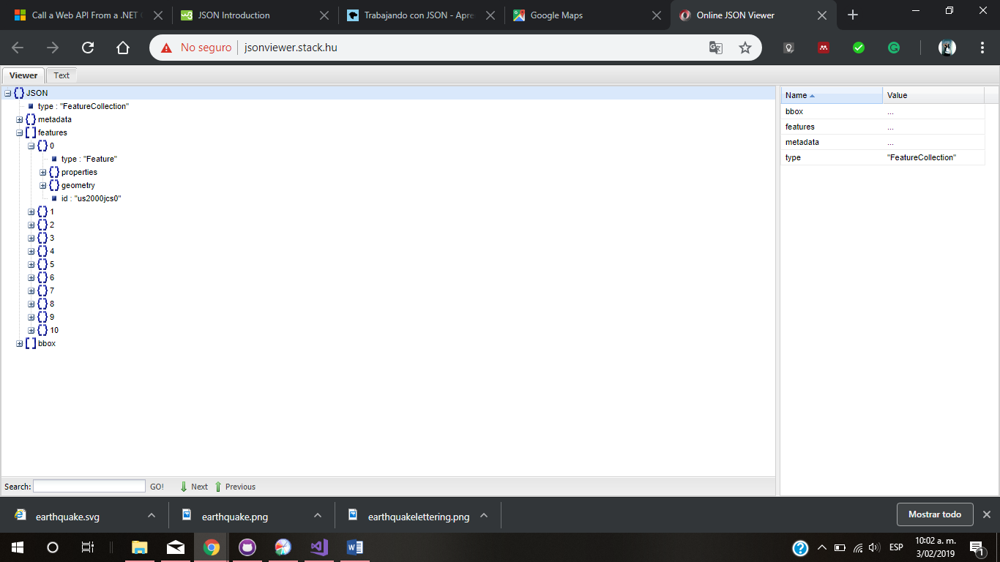 Call a Web API From a .NET C
JSON Introduction
Trabajando con JSON - Apre
Google Maps
Online JSON Viewer
No seguro
jsonviewer.stack.hu
Viewer
Text
JSON
type : "FeatureCollection"
metadata
features
0
type : "Feature"
properties
geometry
id : "us2000jcs0"
1
2
3
4
5
6
7
8
9
10
bbox
Name
Value
bbox
...
features
...
metadata
...
type
"FeatureCollection"
Search:
GO!
Next
Previous
earthquake.svg
earthquake.png
earthquakelettering.png
Mostrar todo
ESP
10:02 a. m.
3/02/2019
1